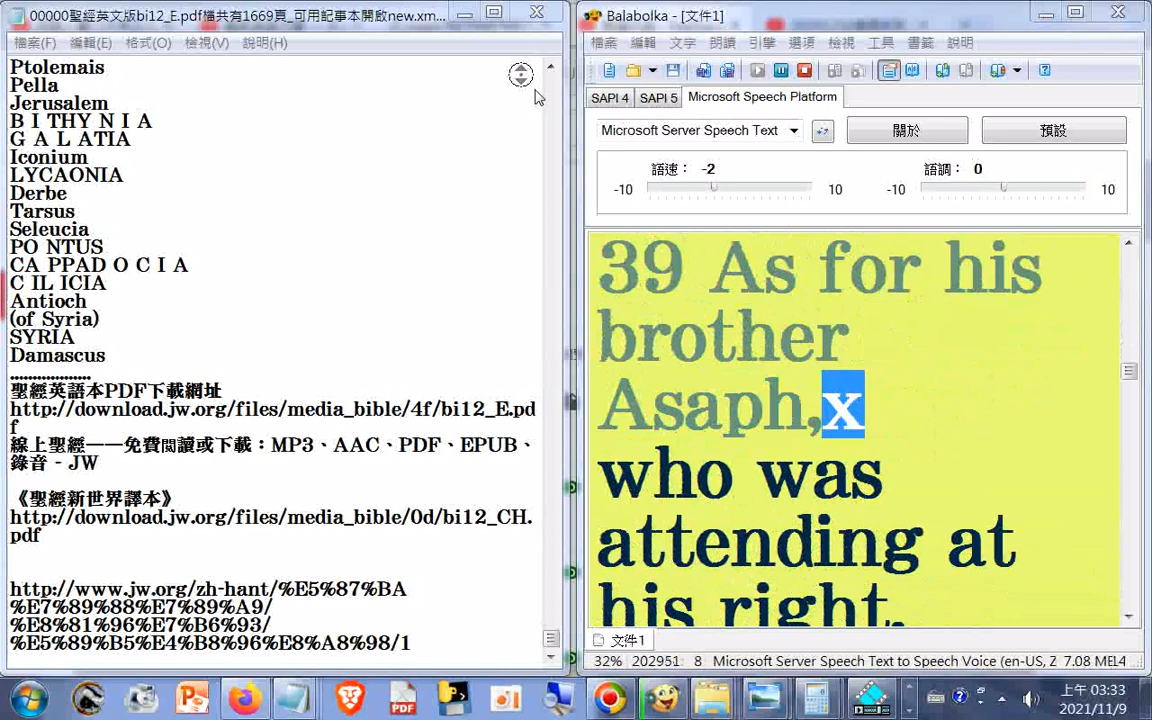 00000聖經英文版bi12_E.pdf檔共有1669頁_可用記事本開啟new.xm...
檔案(F) 編輯(E) 格式(O) 檢視(V) 說明(H)
Ptolemais
Pella
Jerusalem
B I THY N I A
G A L ATIA
Iconium
LYCAONIA
Derbe
Tarsus
Seleucia
PO NTUS
CA PPAD O C I A
C IL ICIA
Antioch
(of Syria)
SYRIA
Damascus
..................
聖經英語本PDF下載網址
http://download.jw.org/files/media_bible/4f/bi12_E.pd
f
線上聖經——免費閱讀或下載：MP3、AAC、PDF、EPUB、
錄音 - JW
《聖經新世界譯本》
http://download.jw.org/files/media_bible/0d/bi12_CH.
pdf
http://www.jw.org/zh-hant/%E5%87%BA
%E7%89%88%E7%89%A9/
%E8%81%96%E7%B6%93/
%E5%89%B5%E4%B8%96%E8%A8%98/1
Balabolka - [文件1]
檔案 編輯 文字 朗讀 引擎 選項 檢視 工具 書籤 說明
SAPI 4 SAPI 5 Microsoft Speech Platform
Microsoft Server Speech Text 關於 預設
語速： -2 語調： 0
-10 10 -10 10
39 As for his
brother
Asaph,x
who was
attending at
his right,
文件1
32% 202951: 8 Microsoft Server Speech Text to Speech Voice (en-US, Z 7.08 ME
PDF
上午 03:33
2021/11/9